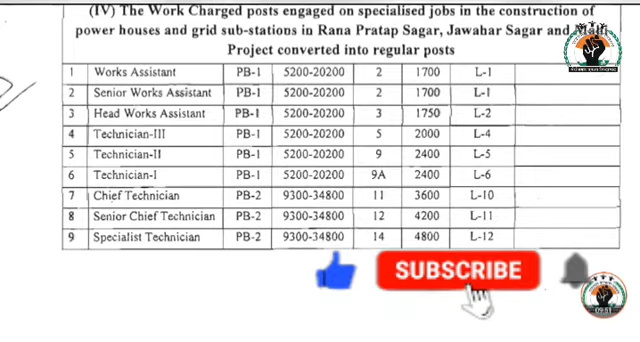 (IV) The Work Charged posts engaged on specialised jobs in the construction of
power houses and grid sub-stations in Rana Pratap Sagar, Jawahar Sagar and Mahi
Project converted into regular posts
1 Works Assistant PB-1 5200-20200 2 1700 L-1
2 Senior Works Assistant PB-1 5200-20200 2 1700 L-1
3 Head Works Assistant PB-1 5200-20200 3 1750 L-2
4 Technician-III PB-1 5200-20200 5 2000 L-4
5 Technician-II PB-1 5200-20200 9 2400 L-5
6 Technician-I PB-1 5200-20200 9A 2400 L-6
7 Chief Technician PB-2 9300-34800 11 3600 L-10
8 Senior Chief Technician PB-2 9300-34800 12 4200 L-11
9 Specialist Technician PB-2 9300-34800 14 4800 L-12
SUBSCRIBE